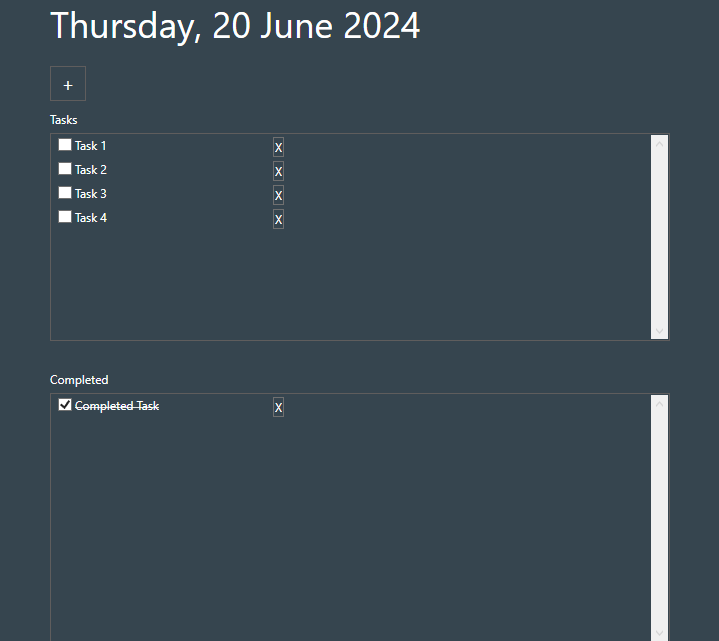 Thursday, 20 June 2024
+
Tasks
Task 1 X
Task 2 X
Task 3 X
Task 4 X
Completed
Completed Task X